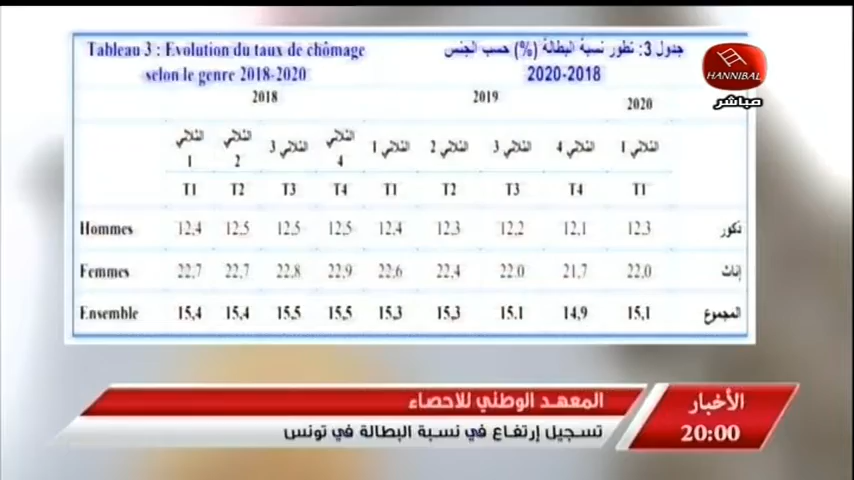 Tableau 3 : Evolution du taux de chômage
selon le genre 2018-2020
جدول 3: تطور نسبة البطالة (%) حسب الجنس
2020-2018
HANNIBAL
مباشر
2018 2019 2020
الثلاثي 1 الثلاثي 2 الثلاثي 3 الثلاثي 4 الثلاثي 1 الثلاثي 2 الثلاثي 3 الثلاثي 4 الثلاثي 1
T1 T2 T3 T4 T1 T2 T3 T4 T1
Hommes 12,4 12,5 12,5 12,5 12,4 12,3 12,2 12,1 12,3 ذكور
Femmes 22,7 22,7 22,8 22,9 22,6 22,4 22,0 21,7 22,0 إناث
Ensemble 15,4 15,4 15,5 15,5 15,3 15,3 15,1 14,9 15,1 المجموع
المعهد الوطني للاحصاء
تسجيل إرتفاع في نسبة البطالة في تونس
الأخبار
20:00